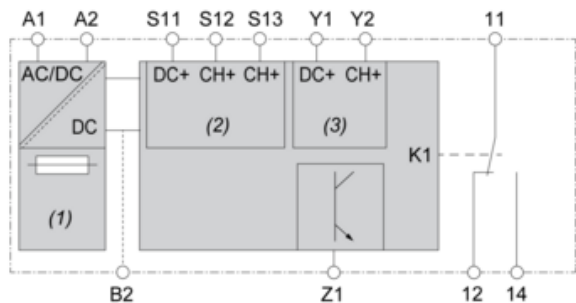 A1 A2 S11 S12 S13 Y1 Y2 11
AC/DC DC+ CH+ CH+ DC+ CH+
DC (2) (3)
K1
(1)
B2 Z1 12 14